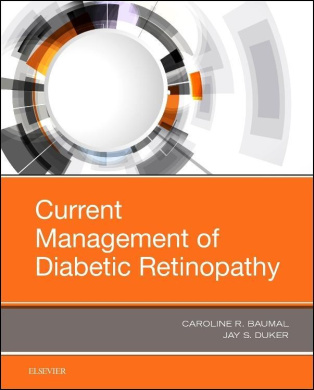 Current
Management of
Diabetic Retinopathy
CAROLINE R. BAUMAL
JAY S. DUKER
ELSEVIER